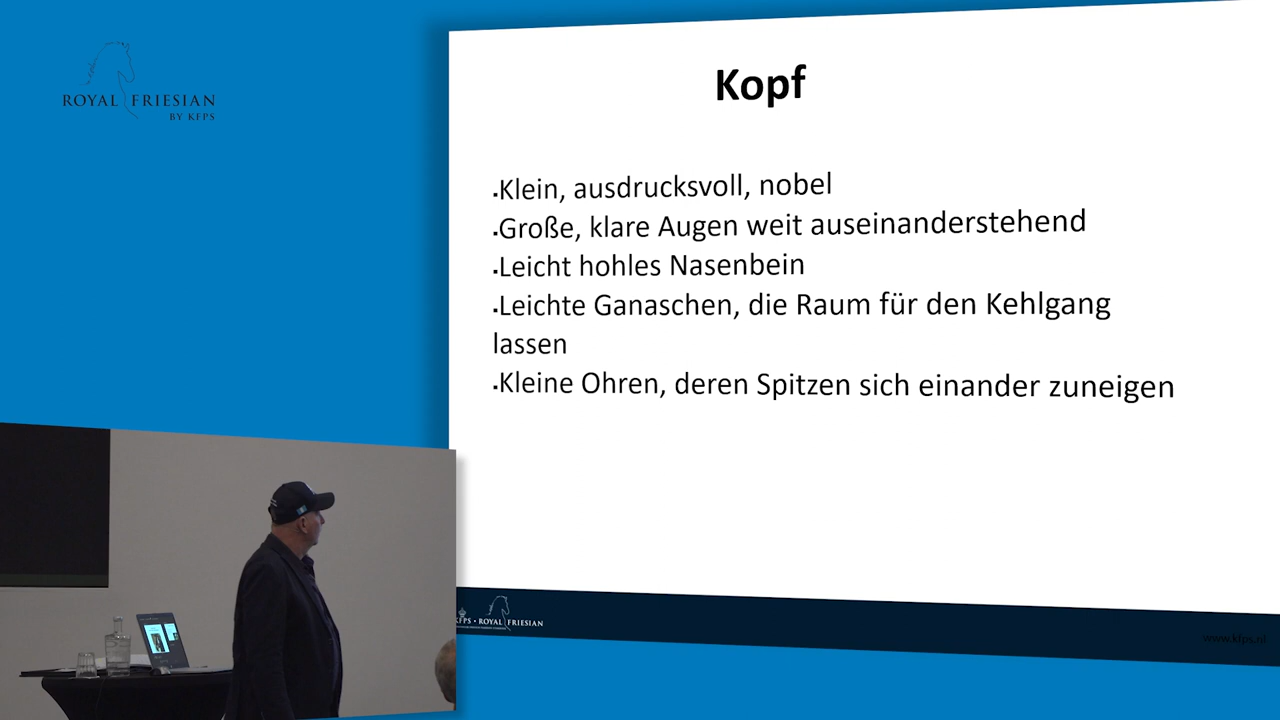 ROYAL FRIESIAN
BY KFPS
Kopf
▪Klein, ausdrucksvoll, nobel
▪Große, klare Augen weit auseinanderstehend
▪Leicht hohles Nasenbein
▪Leichte Ganaschen, die Raum für den Kehlgang
lassen
▪Kleine Ohren, deren Spitzen sich einander zuneigen
KFPS • ROYAL FRIESIAN
www.kfps.nl